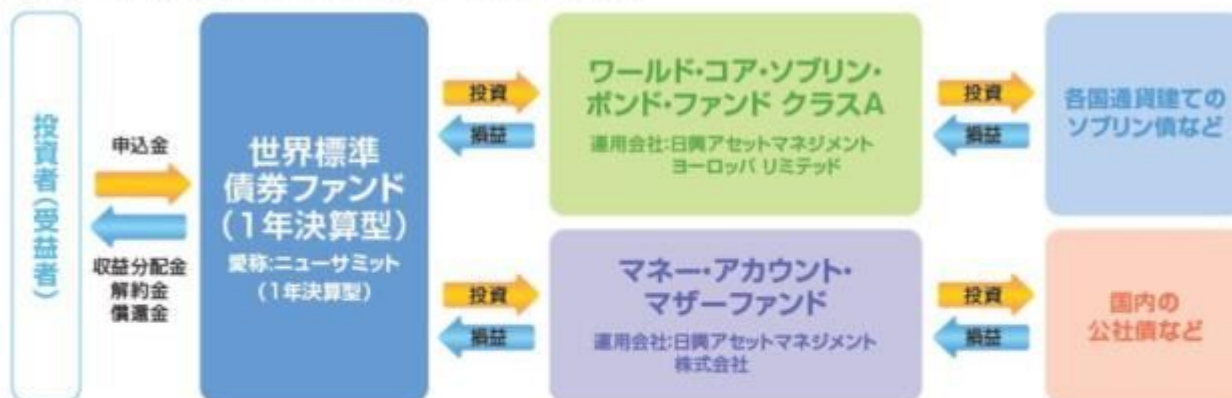 投資者(受益者)
申込金
収益分配金
解約金
償還金
世界標準
債券ファンド
(1年決算型)
愛称:ニューサミット
(1年決算型)
投資
損益
ワールド・コア・ソブリン・
ボンド・ファンド クラスA
運用会社:日興アセットマネジメント
ヨーロッパ リミテッド
投資
損益
各国通貨建ての
ソブリン債など
投資
損益
マネー・アカウント・
マザーファンド
運用会社:日興アセットマネジメント
株式会社
投資
損益
国内の
公社債など